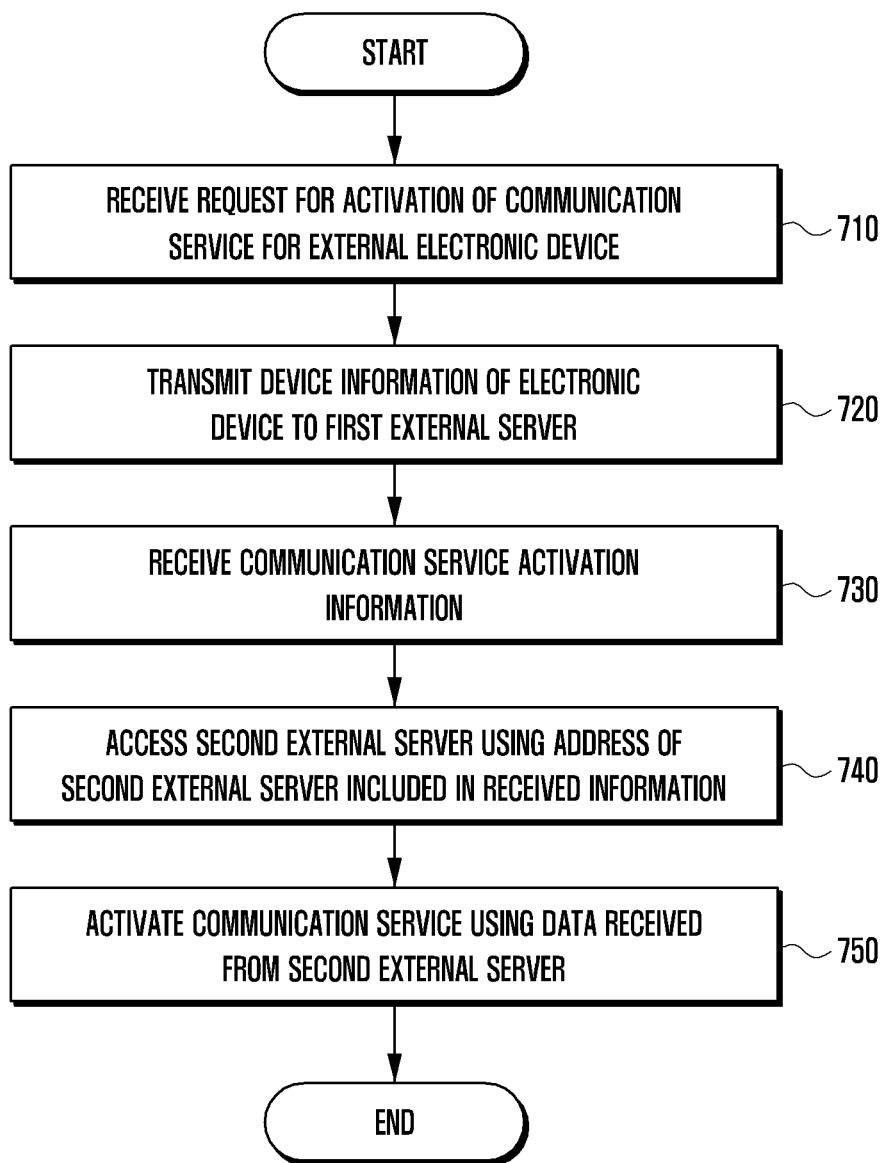 START
RECEIVE REQUEST FOR ACTIVATION OF COMMUNICATION
SERVICE FOR EXTERNAL ELECTRONIC DEVICE
710
TRANSMIT DEVICE INFORMATION OF ELECTRONIC
DEVICE TO FIRST EXTERNAL SERVER
720
RECEIVE COMMUNICATION SERVICE ACTIVATION
INFORMATION
730
ACCESS SECOND EXTERNAL SERVER USING ADDRESS OF
SECOND EXTERNAL SERVER INCLUDED IN RECEIVED INFORMATION
740
ACTIVATE COMMUNICATION SERVICE USING DATA RECEIVED
FROM SECOND EXTERNAL SERVER
750
END